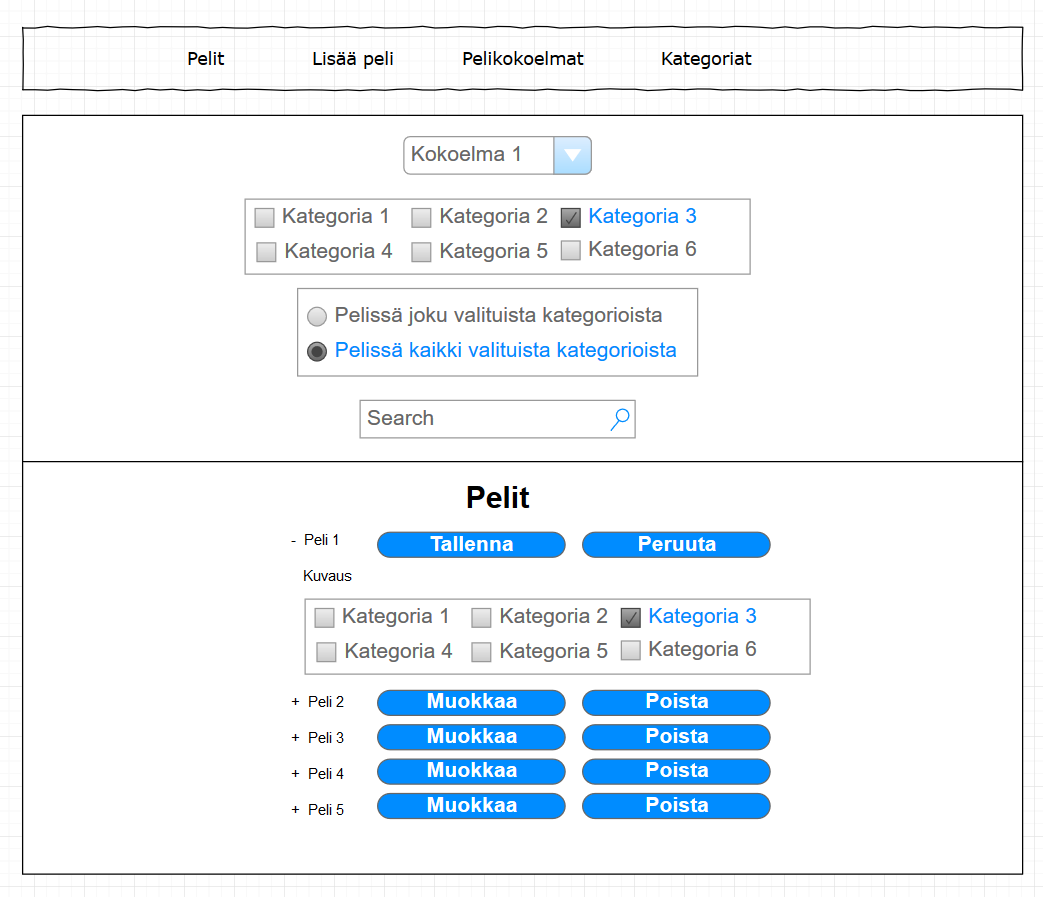 Pelit Lisää peli Pelikokoelmat Kategoriat
Kokoelma 1
Kategoria 1 Kategoria 2 Kategoria 3
Kategoria 4 Kategoria 5 Kategoria 6
Pelissä joku valituista kategorioista
Pelissä kaikki valituista kategorioista
Search
Pelit
- Peli 1 Tallenna Peruuta
Kuvaus
Kategoria 1 Kategoria 2 Kategoria 3
Kategoria 4 Kategoria 5 Kategoria 6
+ Peli 2 Muokkaa Poista
+ Peli 3 Muokkaa Poista
+ Peli 4 Muokkaa Poista
+ Peli 5 Muokkaa Poista